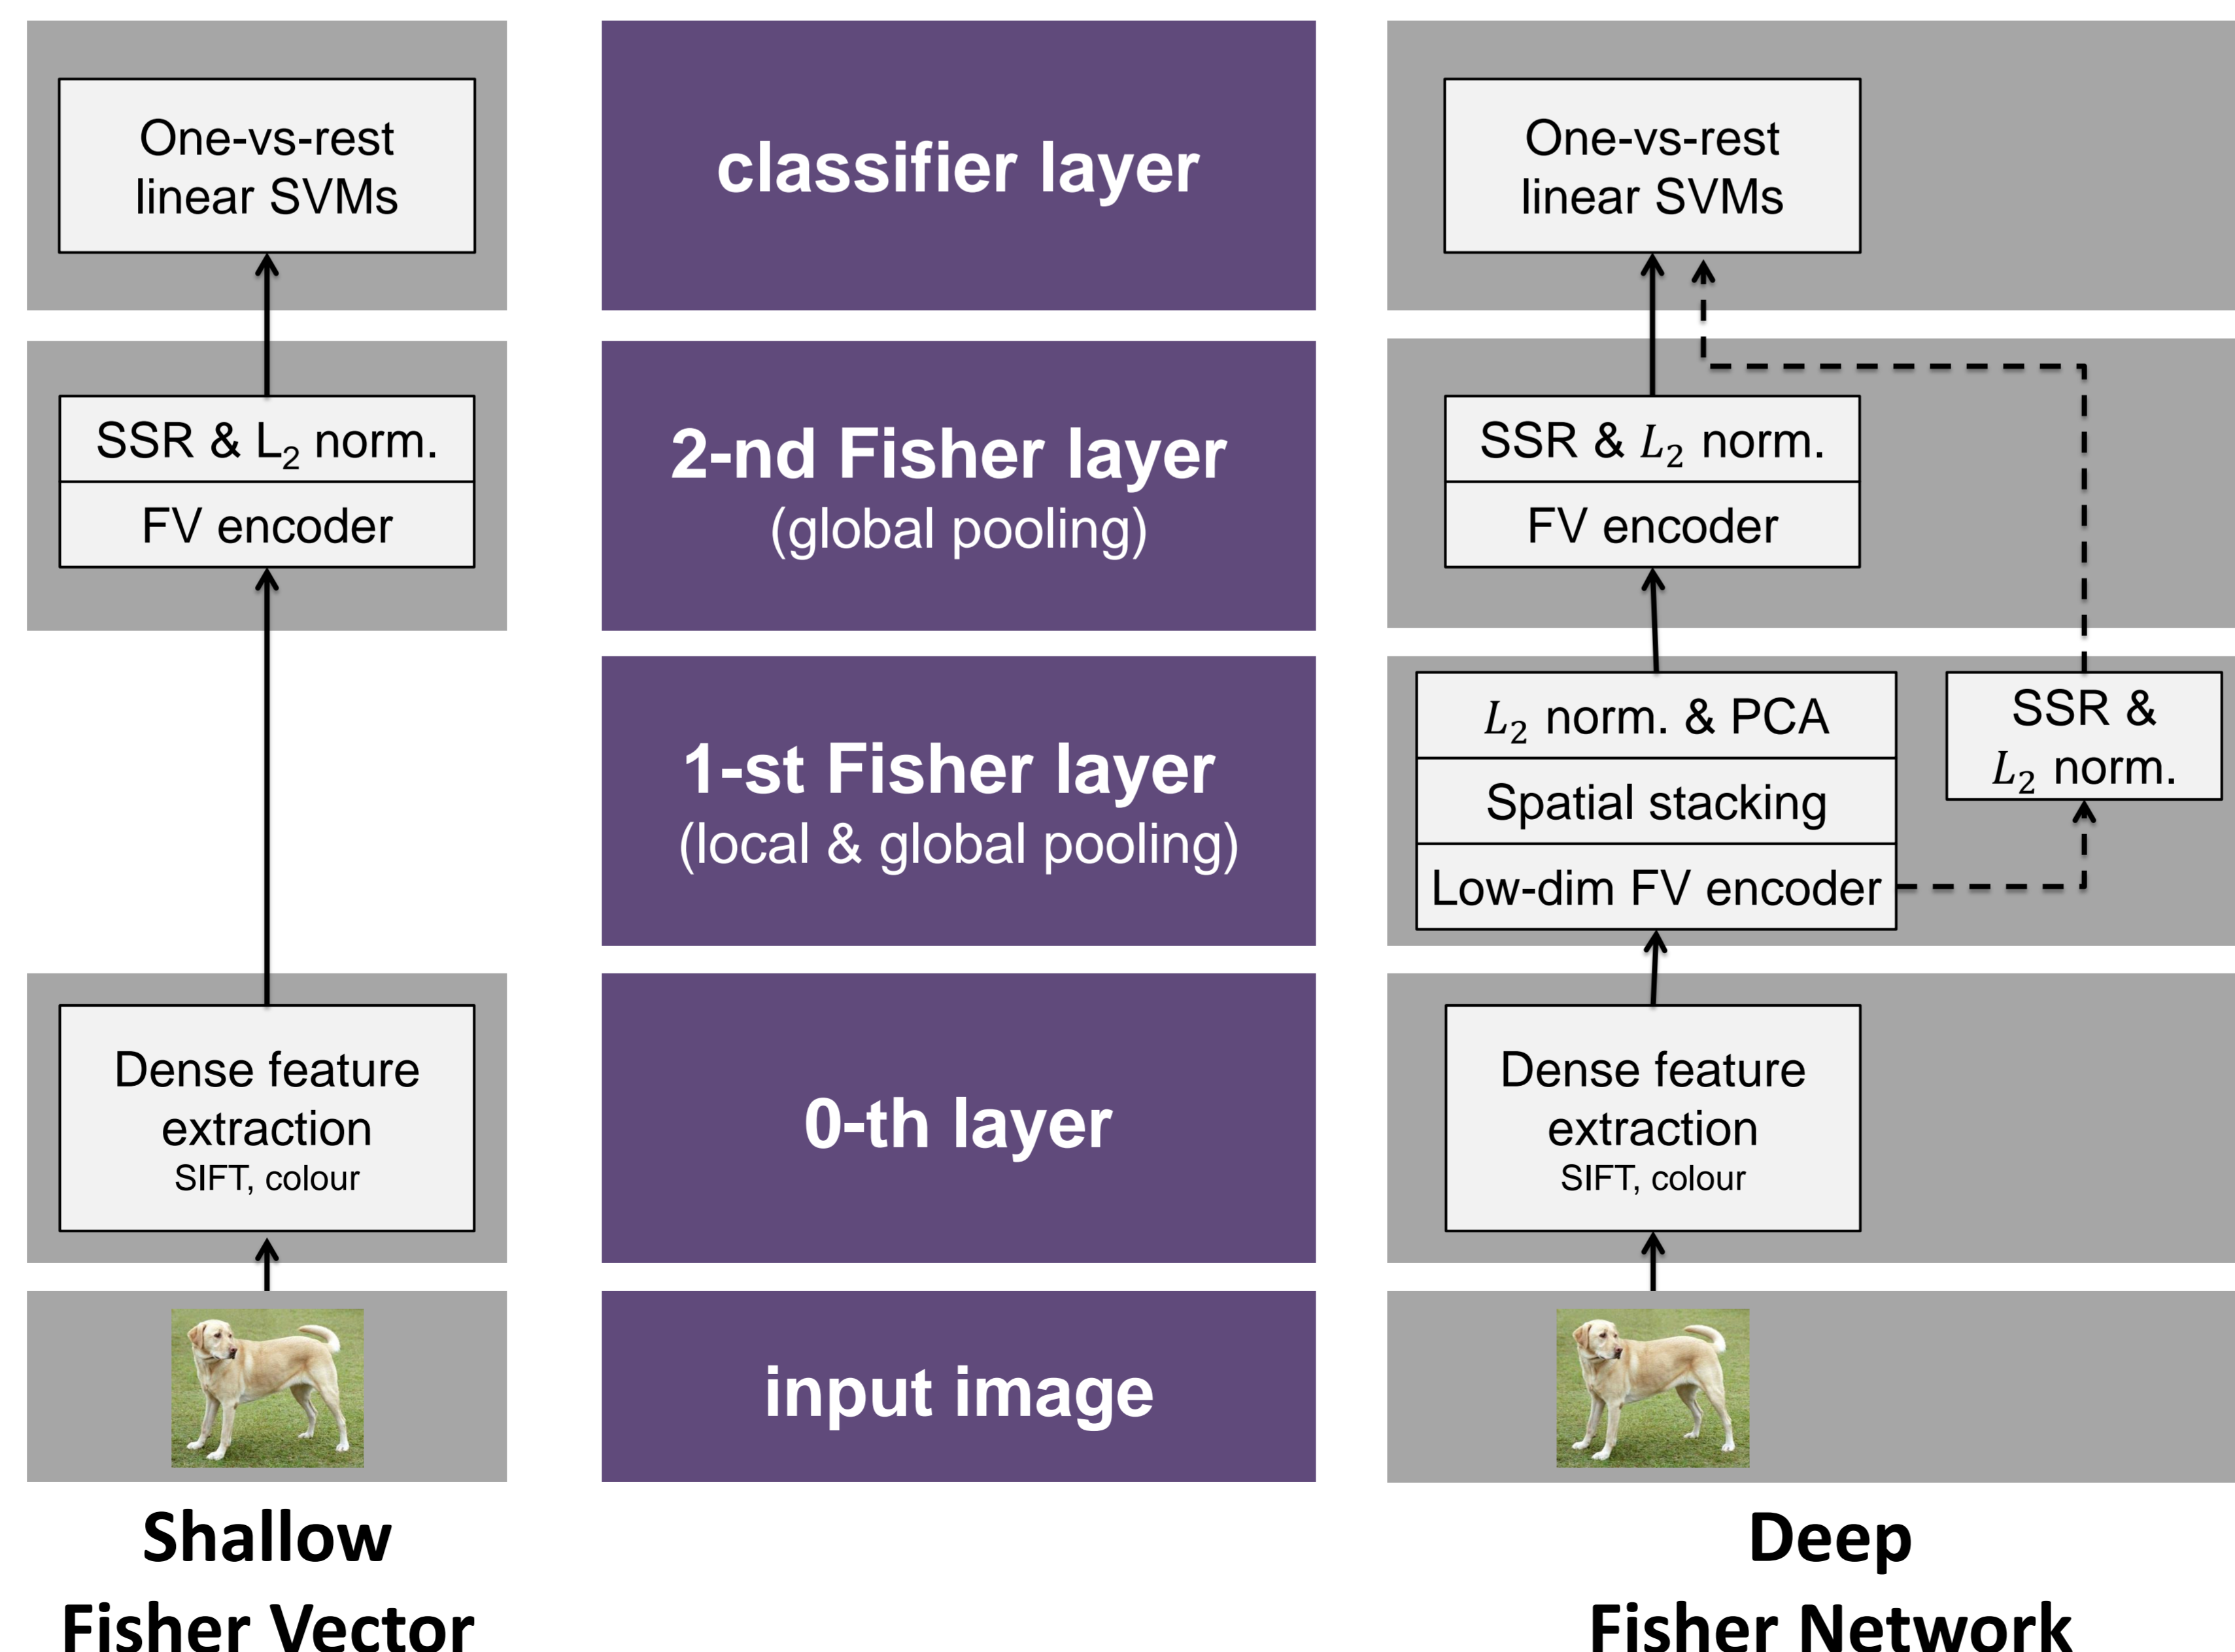 One-vs-rest
linear SVMs
SSR & L₂ norm.
FV encoder
Dense feature
extraction
SIFT, colour
Shallow
Fisher Vector
classifier layer
2-nd Fisher layer
(global pooling)
1-st Fisher layer
(local & global pooling)
0-th layer
input image
One-vs-rest
linear SVMs
SSR & L₂ norm.
FV encoder
L₂ norm. & PCA
Spatial stacking
Low-dim FV encoder
SSR &
L₂ norm.
Dense feature
extraction
SIFT, colour
Deep
Fisher Network